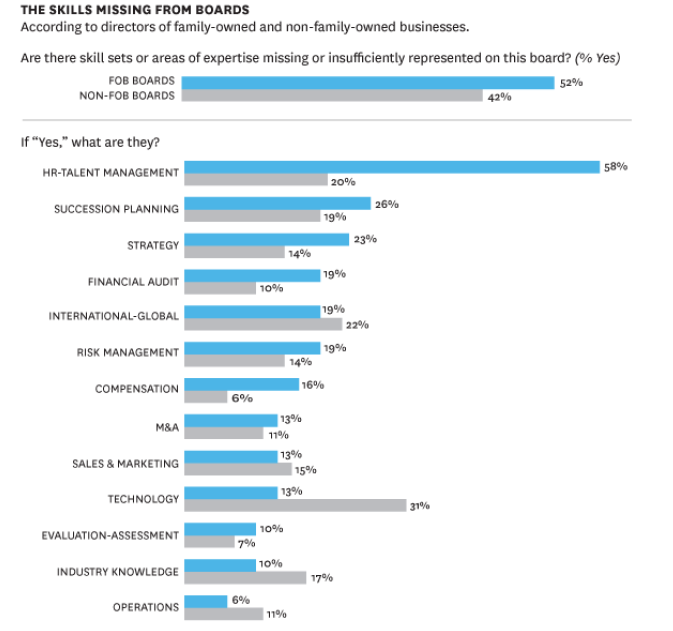 THE SKILLS MISSING FROM BOARDS
According to directors of family-owned and non-family-owned businesses.
Are there skill sets or areas of expertise missing or insufficiently represented on this board? (% Yes)
FOB BOARDS 52%
NON-FOB BOARDS 42%
If “Yes,” what are they?
HR-TALENT MANAGEMENT 58%
20%
SUCCESSION PLANNING 26%
19%
STRATEGY 23%
14%
FINANCIAL AUDIT 19%
10%
INTERNATIONAL-GLOBAL 19%
22%
RISK MANAGEMENT 19%
14%
COMPENSATION 16%
6%
M&A 13%
11%
SALES & MARKETING 13%
15%
TECHNOLOGY 13%
31%
EVALUATION-ASSESSMENT 10%
7%
INDUSTRY KNOWLEDGE 10%
17%
OPERATIONS 6%
11%